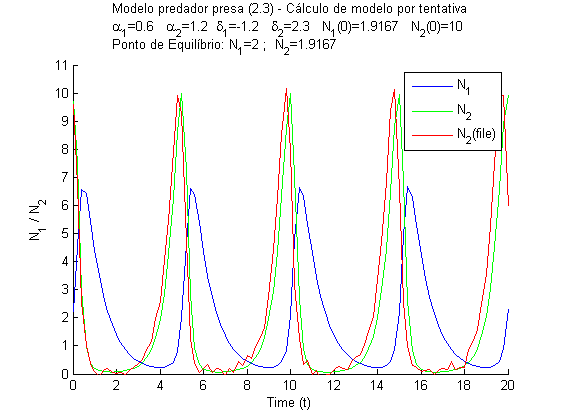 Modelo predador presa (2.3) - Cálculo de modelo por tentativa
α1=0.6 α2=1.2 δ1=-1.2 δ2=2.3 N1(0)=1.9167 N2(0)=10
Ponto de Equilíbrio: N1=2 ; N2=1.9167
11
10
9
8
7
6
5
4
3
2
1
0
N1 / N2
N1
N2
N2(file)
0 2 4 6 8 10 12 14 16 18 20
Time (t)